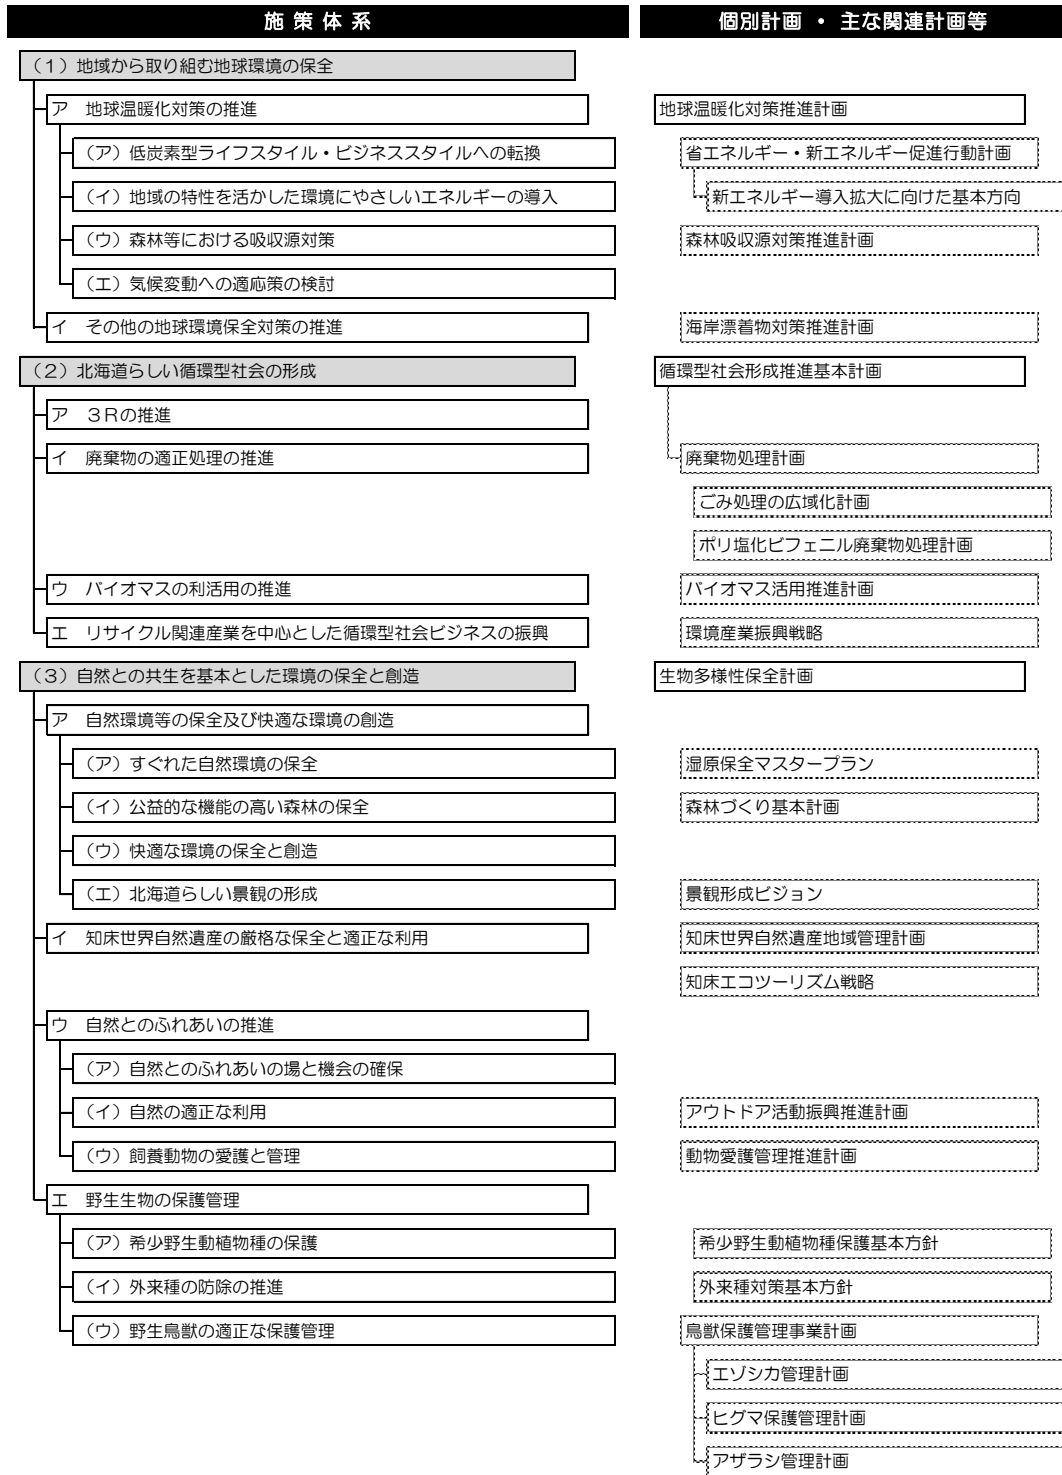 施 策 体 系　個別計画 ・ 主な関連計画等
（１）地域から取り組む地球環境の保全
ア　地球温暖化対策の推進　地球温暖化対策推進計画
（ア）低炭素型ライフスタイル・ビジネススタイルへの転換　省エネルギー・新エネルギー促進行動計画
（イ）地域の特性を活かした環境にやさしいエネルギーの導入　新エネルギー導入拡大に向けた基本方向
（ウ）森林等における吸収源対策　森林吸収源対策推進計画
（エ）気候変動への適応策の検討
イ　その他の地球環境保全対策の推進　海岸漂着物対策推進計画
（２）北海道らしい循環型社会の形成　循環型社会形成推進基本計画
ア　３Ｒの推進
イ　廃棄物の適正処理の推進　廃棄物処理計画
ごみ処理の広域化計画
ポリ塩化ビフェニル廃棄物処理計画
ウ　バイオマスの利活用の推進　バイオマス活用推進計画
エ　リサイクル関連産業を中心とした循環型社会ビジネスの振興　環境産業振興戦略
（３）自然との共生を基本とした環境の保全と創造　生物多様性保全計画
ア　自然環境等の保全及び快適な環境の創造
（ア）すぐれた自然環境の保全　湿原保全マスタープラン
（イ）公益的な機能の高い森林の保全　森林づくり基本計画
（ウ）快適な環境の保全と創造
（エ）北海道らしい景観の形成　景観形成ビジョン
イ　知床世界自然遺産の厳格な保全と適正な利用　知床世界自然遺産地域管理計画
知床エコツーリズム戦略
ウ　自然とのふれあいの推進
（ア）自然とのふれあいの場と機会の確保
（イ）自然の適正な利用　アウトドア活動振興推進計画
（ウ）飼養動物の愛護と管理　動物愛護管理推進計画
エ　野生生物の保護管理
（ア）希少野生動植物種の保護　希少野生動植物種保護基本方針
（イ）外来種の防除の推進　外来種対策基本方針
（ウ）野生鳥獣の適正な保護管理　鳥獣保護管理事業計画
エゾシカ管理計画
ヒグマ保護管理計画
アザラシ管理計画